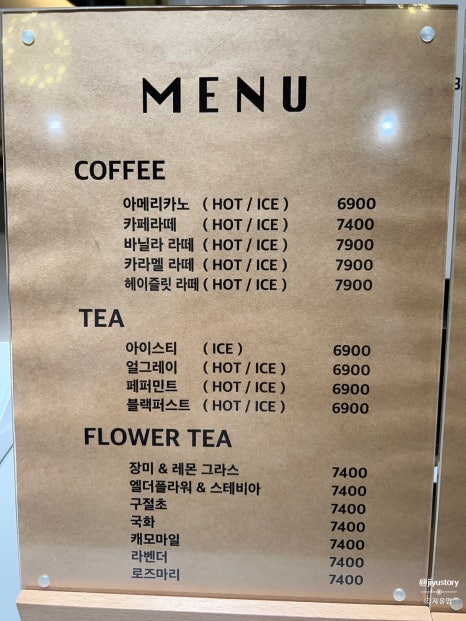 MENU
COFFEE
아메리카노 ( HOT / ICE ) 6900
카페라떼 ( HOT / ICE ) 7400
바닐라 라떼 ( HOT / ICE ) 7900
카라멜 라떼 ( HOT / ICE ) 7900
헤이즐릿 라떼 ( HOT / ICE ) 7900
TEA
아이스티 ( ICE ) 6900
얼그레이 ( HOT / ICE ) 6900
페퍼민트 ( HOT / ICE ) 6900
블랙퍼스트 ( HOT / ICE ) 6900
FLOWER TEA
장미 & 레몬 그라스 7400
엘더플라워 & 스테비아 7400
구절초 7400
국화 7400
캐모마일 7400
라벤더 7400
로즈마리 7400
@jiyustory